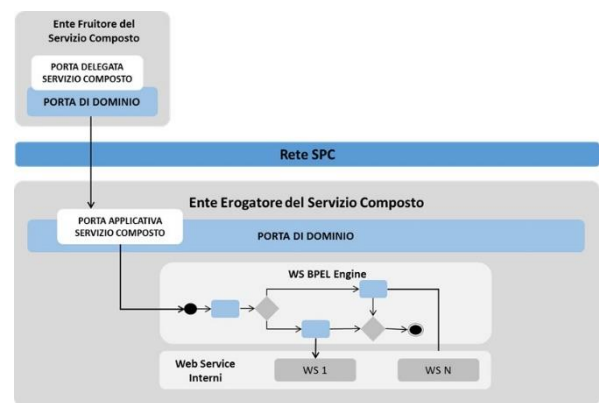 Ente Fruitore del
Servizio Composto
PORTA DELEGATA
SERVIZIO COMPOSTO
PORTA DI DOMINIO
Rete SPC
Ente Erogatore del Servizio Composto
PORTA APPLICATIVA
SERVIZIO COMPOSTO
PORTA DI DOMINIO
WS BPEL Engine
Web Service
Interni
WS 1
WS N